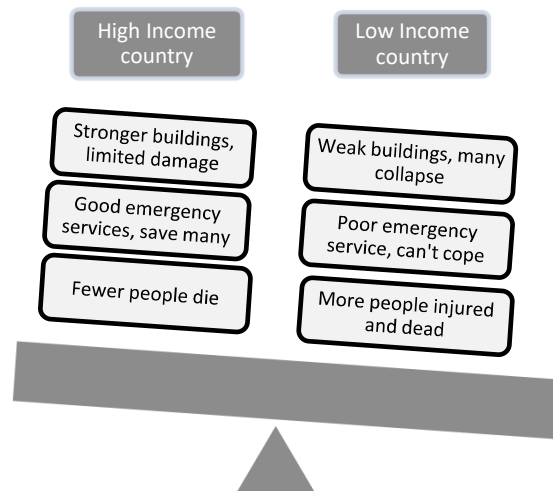 High Income
country
Low Income
country
Stronger buildings,
limited damage
Good emergency
services, save many
Fewer people die
Weak buildings, many
collapse
Poor emergency
service, can't cope
More people injured
and dead